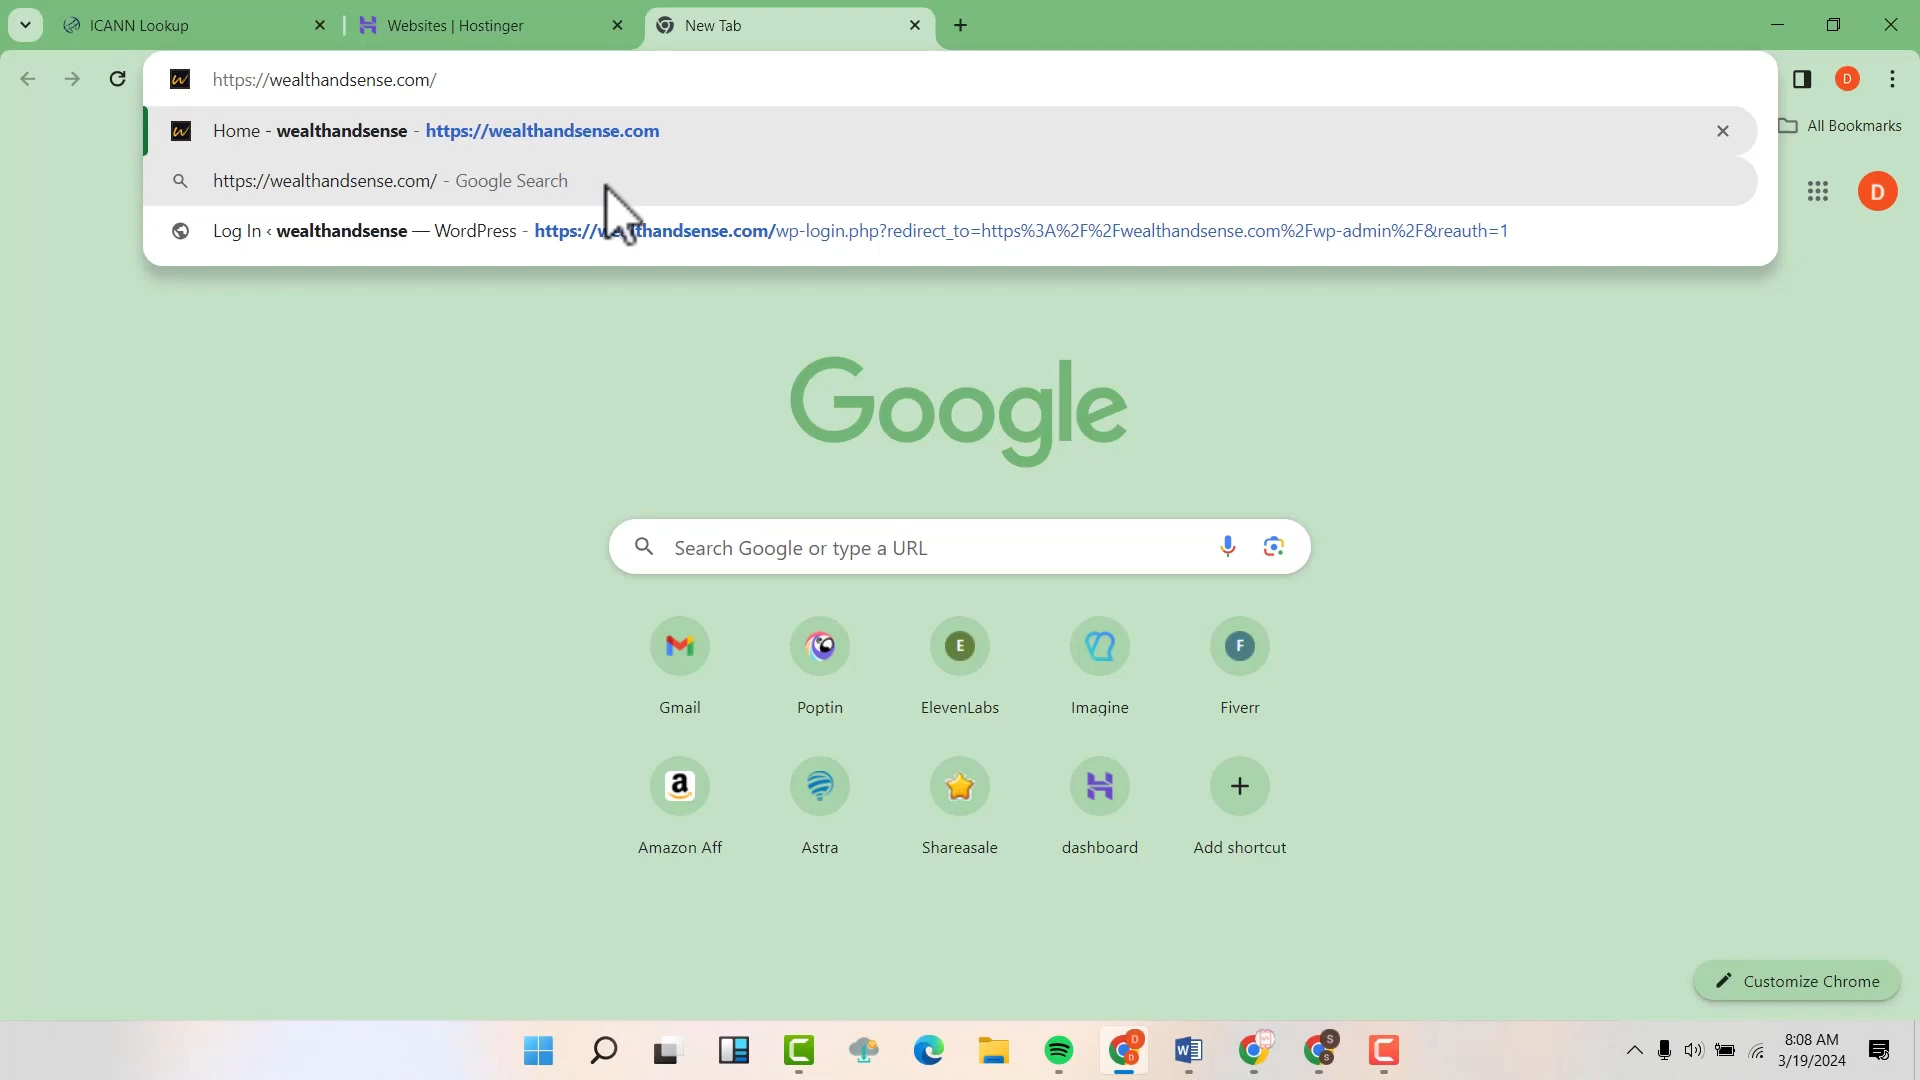 ICANN Lookup
Websites | Hostinger
New Tab
https://wealthandsense.com/
D
Home - wealthandsense - https://wealthandsense.com
All Bookmarks
https://wealthandsense.com/ - Google Search
D
Log In ‹ wealthandsense — WordPress - https://wealthandsense.com/wp-login.php?redirect_to=https%3A%2F%2Fwealthandsense.com%2Fwp-admin%2F&reauth=1
Google
Search Google or type a URL
E
F
Gmail
Poptin
ElevenLabs
Imagine
Fiverr
Amazon Aff
Astra
Shareasale
dashboard
Add shortcut
Customize Chrome
8:08 AM
3/19/2024